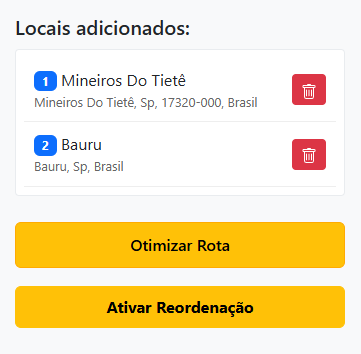 Locais adicionados:
1 Mineiros Do Tietê
Mineiros Do Tietê, Sp, 17320-000, Brasil
2 Bauru
Bauru, Sp, Brasil
Otimizar Rota
Ativar Reordenação